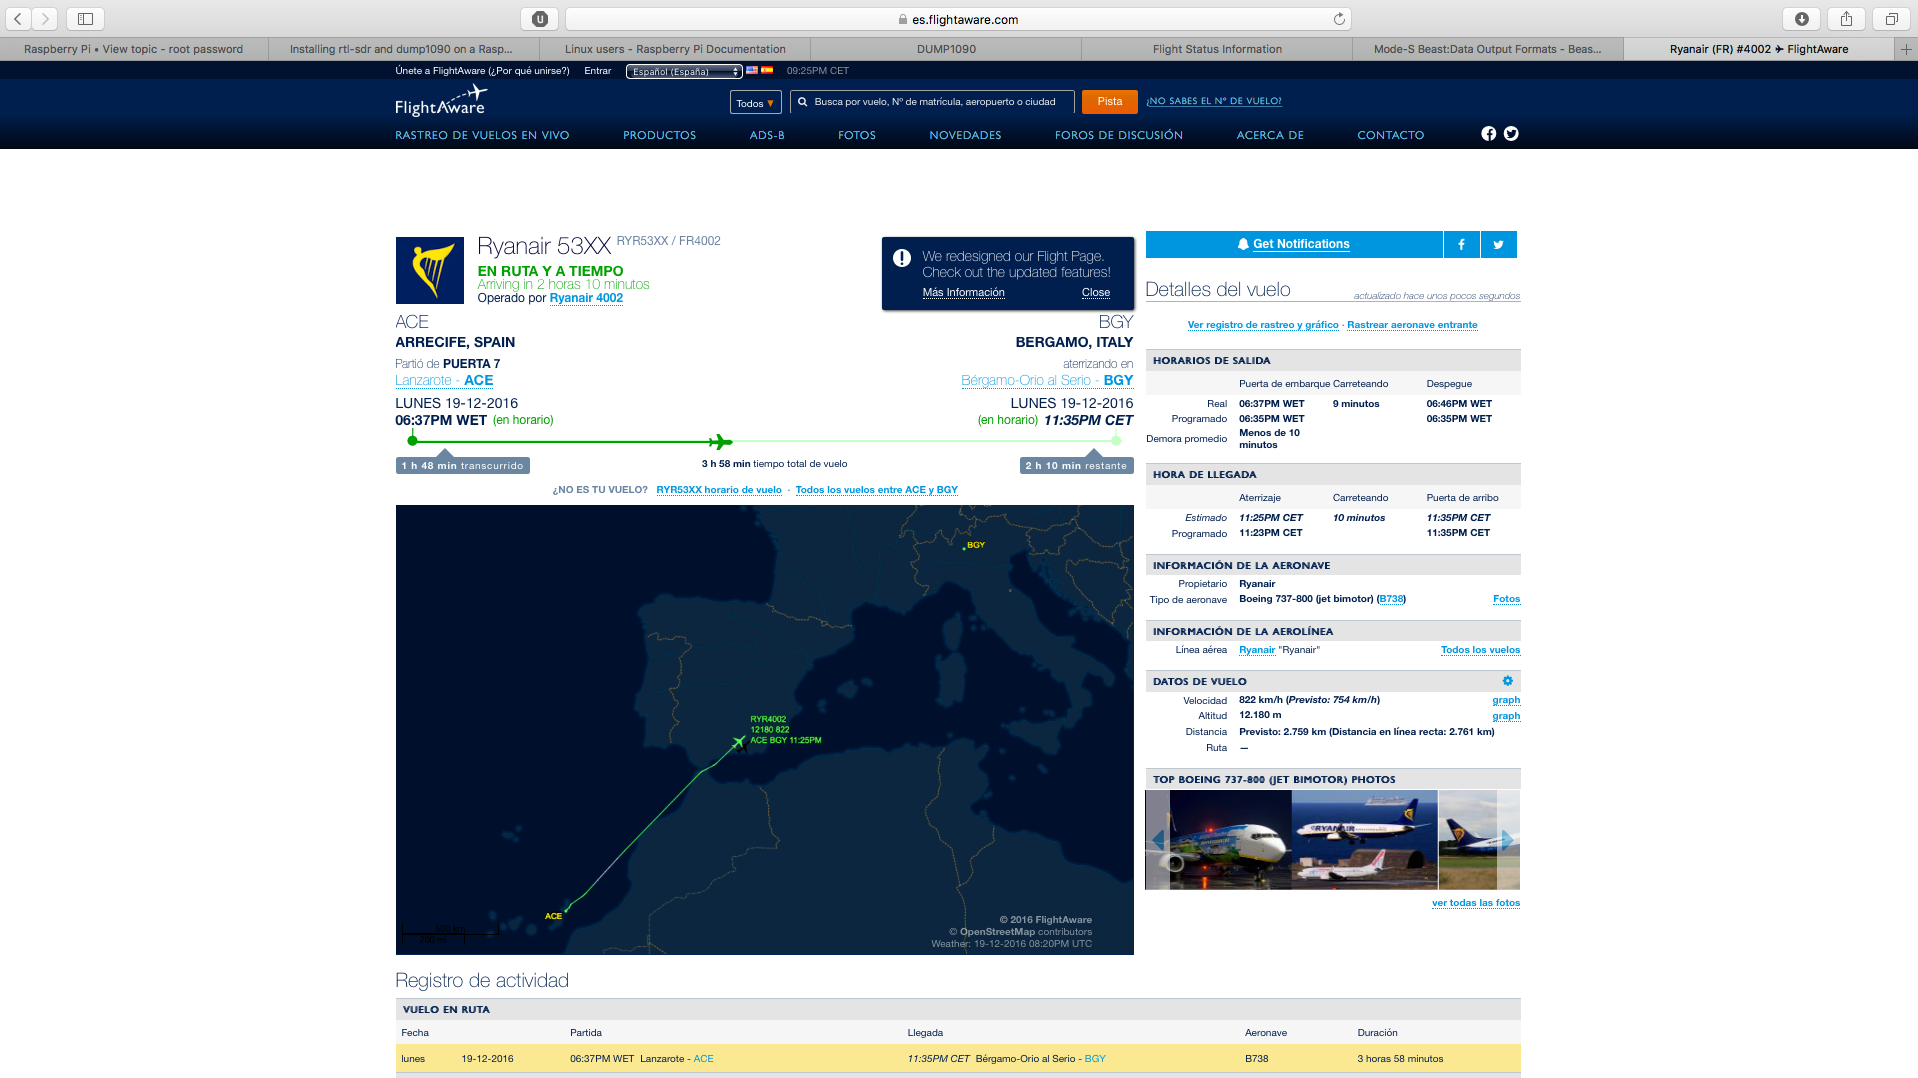 es.flightaware.com
Raspberry Pi • View topic - root password
Installing rtl-sdr and dump1090 on a Rasp...
Linux users - Raspberry Pi Documentation
DUMP1090
Flight Status Information
Mode-S Beast:Data Output Formats - Beas...
Ryanair (FR) #4002 ✈ FlightAware
Únete a FlightAware (¿Por qué unirse?) Entrar Español (España) 09:25PM CET
FlightAware
Todos ▼ Busca por vuelo, Nº de matrícula, aeropuerto o ciudad Pista ¿NO SABES EL Nº DE VUELO?
RASTREO DE VUELOS EN VIVO PRODUCTOS ADS-B FOTOS NOVEDADES FOROS DE DISCUSIÓN ACERCA DE CONTACTO
Ryanair 53XX RYR53XX / FR4002
EN RUTA Y A TIEMPO
Arriving in 2 horas 10 minutos
Operado por Ryanair 4002
We redesigned our Flight Page.
Check out the updated features!
Más Información Close
ACE BGY
ARRECIFE, SPAIN BERGAMO, ITALY
Partió de PUERTA 7 aterrizando en
Lanzarote - ACE Bérgamo-Orio al Serio - BGY
LUNES 19-12-2016 LUNES 19-12-2016
06:37PM WET (en horario) (en horario) 11:35PM CET
1 h 48 min transcurrido 3 h 58 min tiempo total de vuelo 2 h 10 min restante
¿NO ES TU VUELO? RYR53XX horario de vuelo · Todos los vuelos entre ACE y BGY
BGY
RYR4002
12180 822
ACE BGY 11:25PM
ACE
500 km
200 mi
© 2016 FlightAware
© OpenStreetMap contributors
Weather: 19-12-2016 08:20PM UTC
Get Notifications
Detalles del vuelo actualizado hace unos pocos segundos
Ver registro de rastreo y gráfico · Rastrear aeronave entrante
HORARIOS DE SALIDA
Puerta de embarque Carreteando Despegue
Real 06:37PM WET 9 minutos 06:46PM WET
Programado 06:35PM WET 06:35PM WET
Demora promedio Menos de 10 minutos
HORA DE LLEGADA
Aterrizaje Carreteando Puerta de arribo
Estimado 11:25PM CET 10 minutos 11:35PM CET
Programado 11:23PM CET 11:35PM CET
INFORMACIÓN DE LA AERONAVE
Propietario Ryanair
Tipo de aeronave Boeing 737-800 (jet bimotor) (B738) Fotos
INFORMACIÓN DE LA AEROLÍNEA
Línea aérea Ryanair "Ryanair" Todos los vuelos
DATOS DE VUELO
Velocidad 822 km/h (Previsto: 754 km/h) graph
Altitud 12.180 m graph
Distancia Previsto: 2.759 km (Distancia en línea recta: 2.761 km)
Ruta —
TOP BOEING 737-800 (JET BIMOTOR) PHOTOS
RYANAIR
ver todas las fotos
Registro de actividad
VUELO EN RUTA
Fecha Partida Llegada Aeronave Duración
lunes 19-12-2016 06:37PM WET Lanzarote - ACE 11:35PM CET Bérgamo-Orio al Serio - BGY B738 3 horas 58 minutos